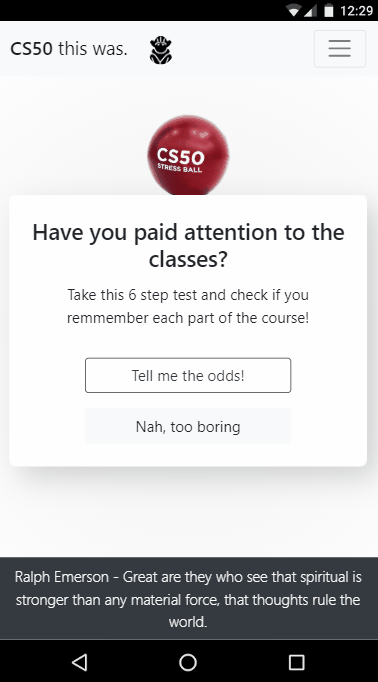 12:29
CS50 this was.
CS50
STRESS BALL
Have you paid attention to the
classes?
Take this 6 step test and check if you
remmember each part of the course!
Tell me the odds!
Nah, too boring
Ralph Emerson - Great are they who see that spiritual is
stronger than any material force, that thoughts rule the
world.